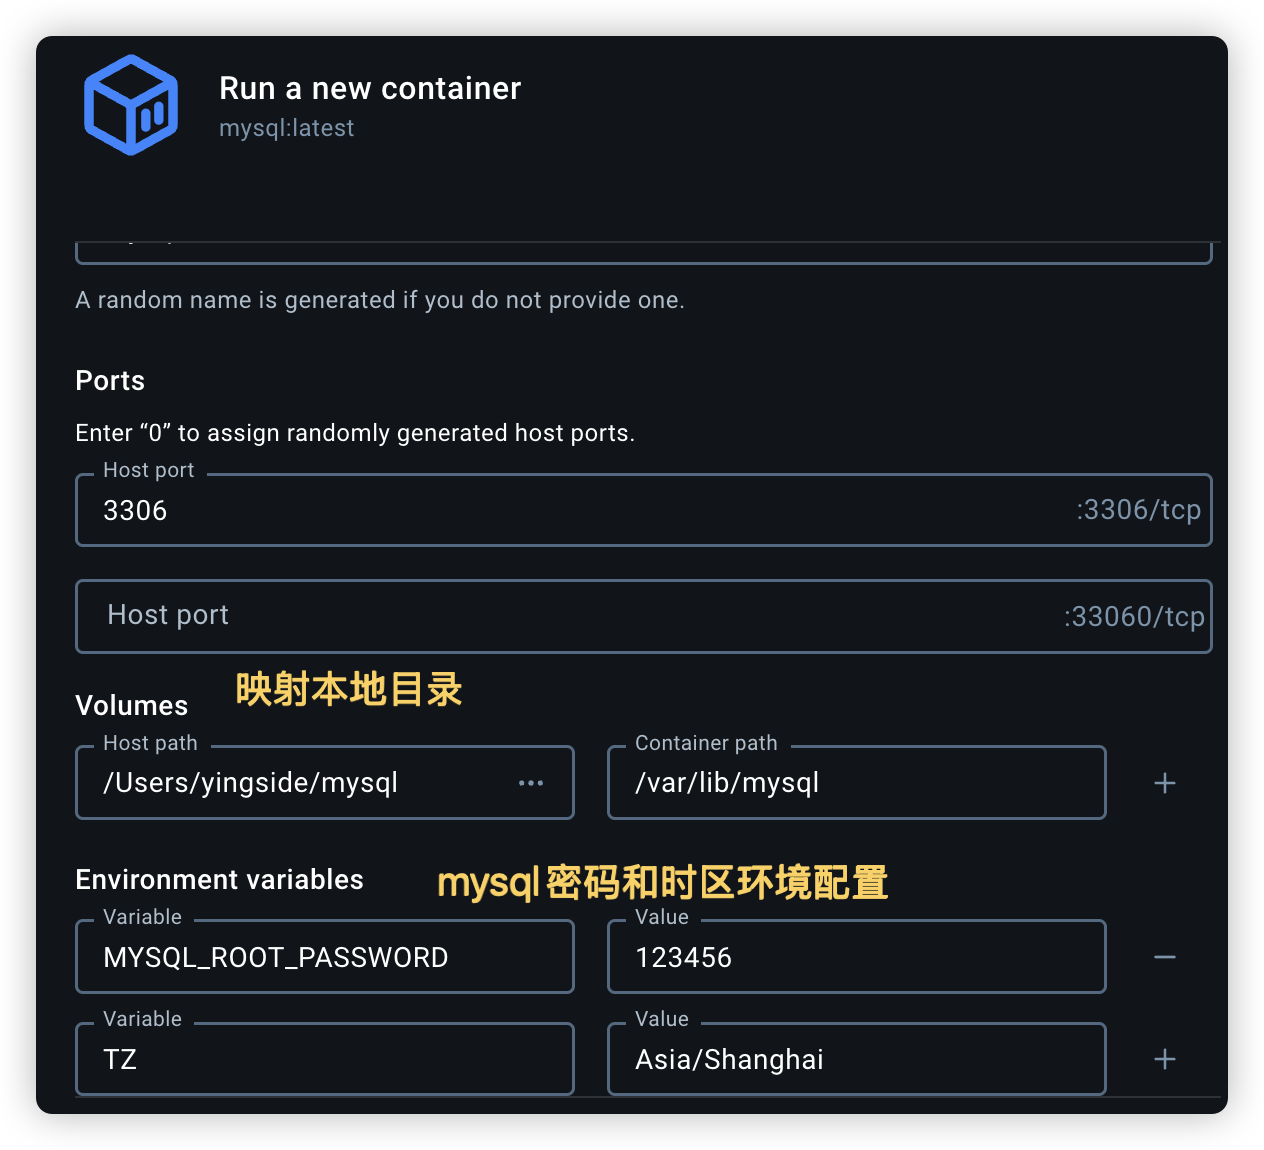 Run a new container
mysql:latest
A random name is generated if you do not provide one.
Ports
Enter “0” to assign randomly generated host ports.
Host port
3306 :3306/tcp
Host port :33060/tcp
Volumes 映射本地目录
Host path Container path
/Users/yingside/mysql ··· /var/lib/mysql
Environment variables mysql密码和时区环境配置
Variable Value
MYSQL_ROOT_PASSWORD 123456
Variable Value
TZ Asia/Shanghai